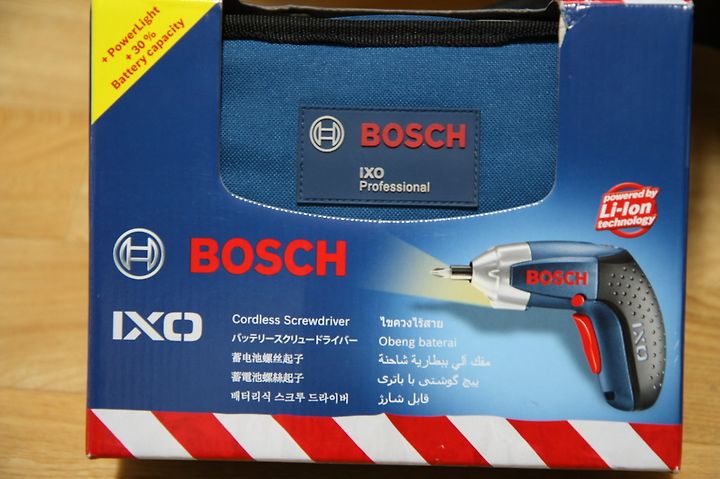 + PowerLight
+ 30 %
Battery capacity
BOSCH
IXO
Professional
powered by
Li-Ion
technology
BOSCH
BOSCH
IXO
IXO
Cordless Screwdriver
バッテリースクリュードライバー
蓄电池螺丝起子
蓄電池螺絲起子
배터리식 스크루 드라이버
ไขควงไร้สาย
Obeng baterai
مفك آلي ببطارية شاحنة
پیچ گوشتی با باتری
قابل شارژ